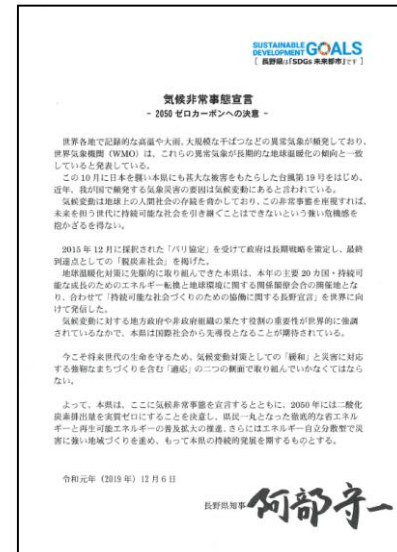 SUSTAINABLE
DEVELOPMENT GOALS
[ 長野県は「SDGs 未来都市」です ]
気候非常事態宣言
- 2050 ゼロカーボンへの決意 -
世界各地で記録的な高温や大雨、大規模な干ばつなどの異常気象が頻発しており、
世界気象機関（WMO）は、これらの異常気象が長期的な地球温暖化の傾向と一致
していると発表している。
この 10 月に日本を襲い本県にも甚大な被害をもたらした台風第 19 号をはじめ、
近年、我が国で頻発する気象災害の要因は気候変動にあると言われている。
気候変動は地球上の人間社会の存続を脅かしており、この非常事態を座視すれば、
未来を担う世代に持続可能な社会を引き継ぐことはできないという強い危機感を
抱かざるを得ない。
2015 年 12 月に採択された「パリ協定」を受けて政府は長期戦略を策定し、最終
到達点としての「脱炭素社会」を掲げた。
地球温暖化対策に先駆的に取り組んできた本県は、本年の主要 20 カ国・持続可
能な成長のためのエネルギー転換と地球環境に関する関係閣僚会合の開催地とな
り、合わせて「持続可能な社会づくりのための協働に関する長野宣言」を世界に向
けて発信した。
気候変動に対する地方政府や非政府組織の果たす役割の重要性が世界的に強調
されているなかで、本県は国際社会から先導役となることが期待されている。
今こそ将来世代の生命を守るため、気候変動対策としての「緩和」と災害に対応
する強靭なまちづくりを含む「適応」の二つの側面で取り組んでいかなくてはなら
ない。
よって、本県は、ここに気候非常事態を宣言するとともに、2050 年には二酸化
炭素排出量を実質ゼロにすることを決意し、県民一丸となった徹底的な省エネル
ギーと再生可能エネルギーの普及拡大の推進、さらにはエネルギー自立分散型で災
害に強い地域づくりを進め、もって本県の持続的発展を期するものとする。
令和元年（2019 年）12 月 6 日
長野県知事 阿部守一